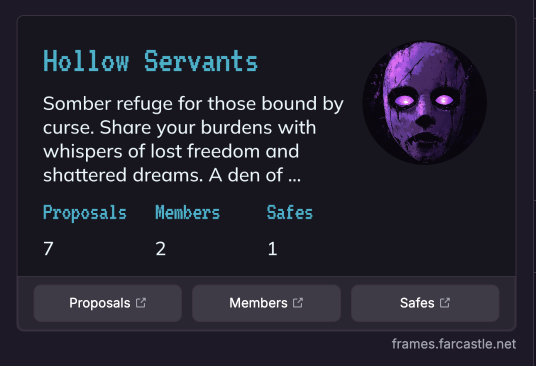 Hollow Servants
Somber refuge for those bound by
curse. Share your burdens with
whispers of lost freedom and
shattered dreams. A den of ...
Proposals Members Safes
7 2 1
Proposals Members Safes
frames.farcastle.net